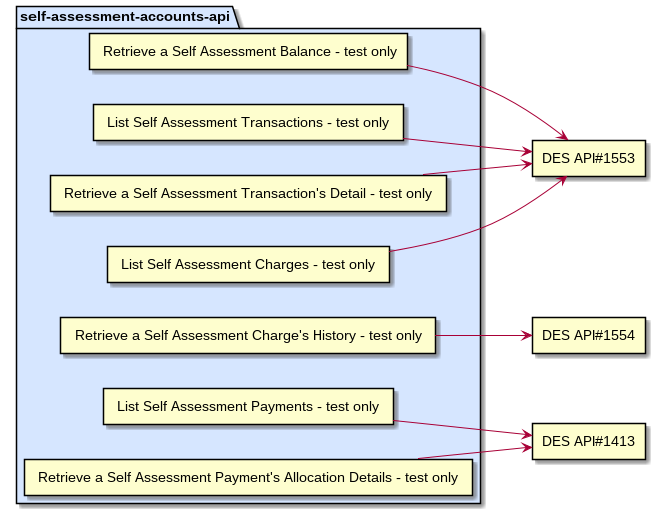 self-assessment-accounts-api
Retrieve a Self Assessment Balance - test only
List Self Assessment Transactions - test only
DES API#1553
Retrieve a Self Assessment Transaction's Detail - test only
List Self Assessment Charges - test only
Retrieve a Self Assessment Charge's History - test only
DES API#1554
List Self Assessment Payments - test only
DES API#1413
Retrieve a Self Assessment Payment's Allocation Details - test only